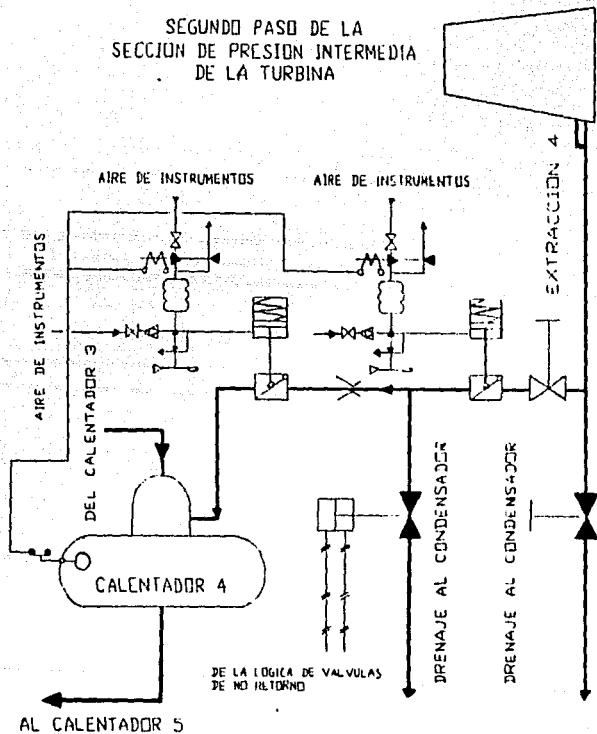 SEGUNDO PASO DE LA
SECCION DE PRESION INTERMEDIA
DE LA TURBINA
AIRE DE INSTRUMENTOS
AIRE DE INSTRUMENTOS
EXTRACCION 4
AIRE DE INSTRUMENTOS
DEL CALENTADOR 3
CALENTADOR 4
DRENAJE AL CONDENSADOR
DRENAJE AL CONDENSADOR
DE LA LOGICA DE VALVULAS
DE NO RETORNO
AL CALENTADOR 5